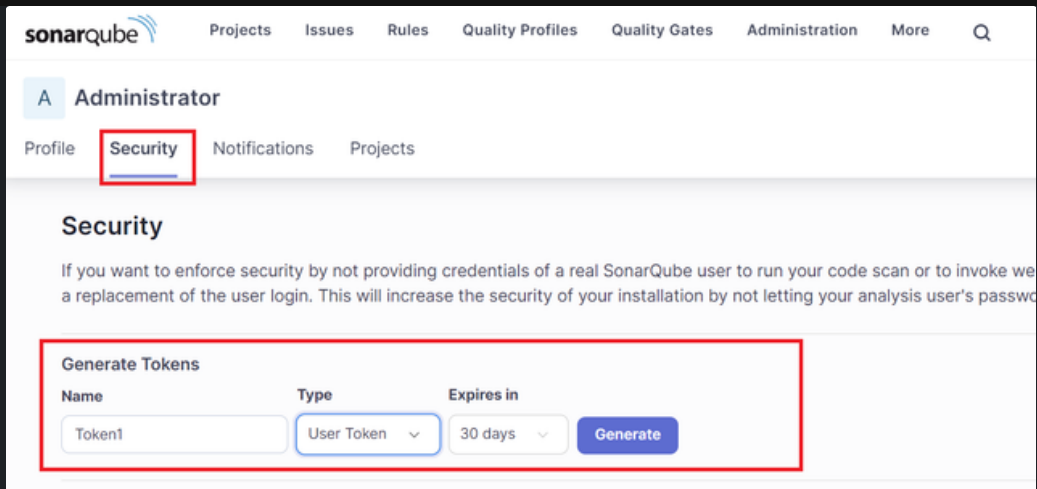 sonarqube Projects Issues Rules Quality Profiles Quality Gates Administration More
A Administrator
Profile Security Notifications Projects
Security
If you want to enforce security by not providing credentials of a real SonarQube user to run your code scan or to invoke we
a replacement of the user login. This will increase the security of your installation by not letting your analysis user's passwo
Generate Tokens
Name Type Expires in
Token1 User Token 30 days Generate